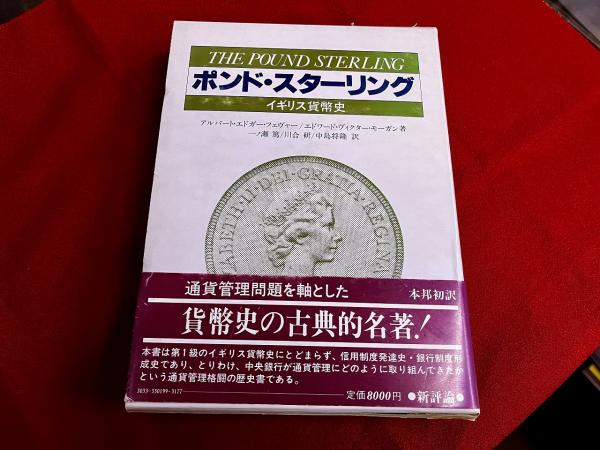 THE POUND STERLING
ポンド・スターリング
イギリス貨幣史
アルバート・エドガー・フェヴャー/エドワード・ヴィクター・モーガン著
一ノ瀬 篤/川合 研/中島将隆 訳
ELIZABETH·II·DEI·GRATIA·REGINA
通貨管理問題を軸とした
本邦初訳
貨幣史の古典的名著!
本書は第1級のイギリス貨幣史にとどまらず、信用制度発達史・銀行制度形
成史であり、とりわけ、中央銀行が通貨管理にどのように取り組んできたか
という通貨管理格闘の歴史書である。
3033-330199-3177
定価8000円
●新評論●